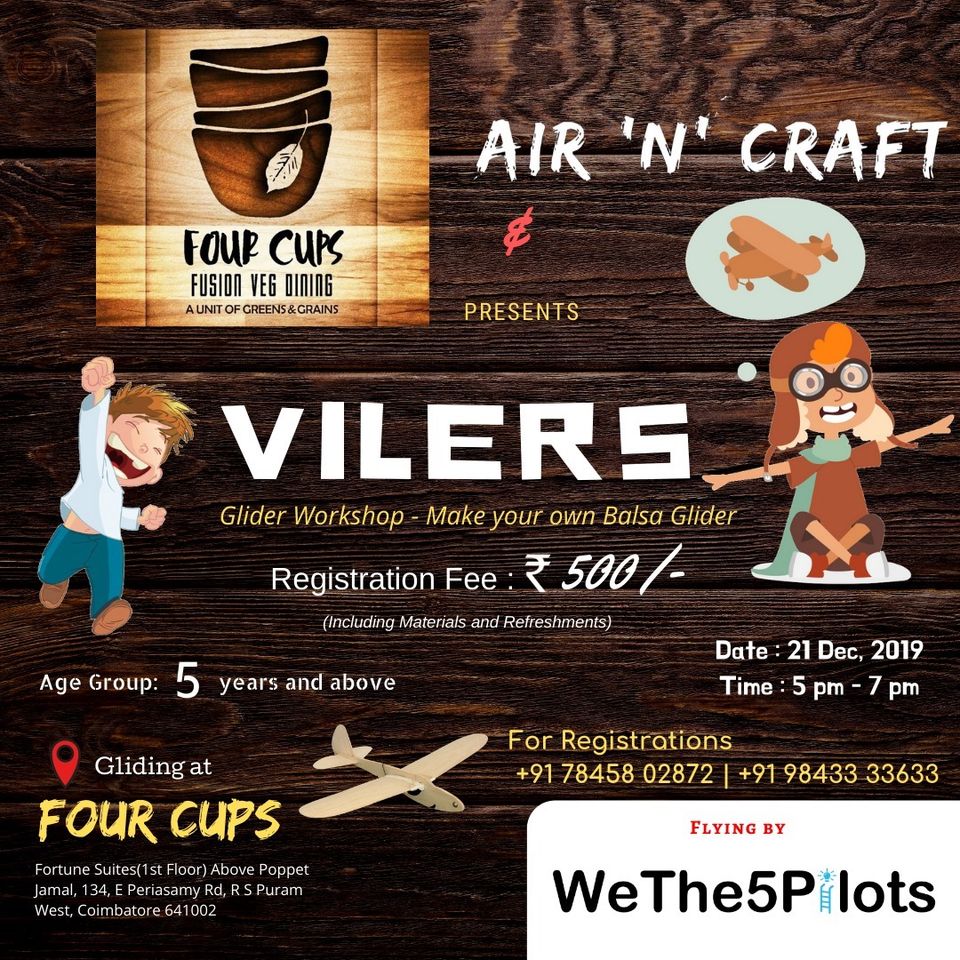 FOUR CUPS
FUSION VEG DINING
A UNIT OF GREENS & GRAINS
AIR 'N' CRAFT
&
PRESENTS
VILERS
Glider Workshop - Make your own Balsa Glider
Registration Fee : ₹ 500/-
(Including Materials and Refreshments)
Date : 21 Dec, 2019
Time : 5 pm - 7 pm
Age Group: 5 years and above
Gliding at
FOUR CUPS
Fortune Suites(1st Floor) Above Poppet
Jamal, 134, E Periasamy Rd, R S Puram
West, Coimbatore 641002
For Registrations
+91 78458 02872 | +91 98433 33633
FLYING BY
WeThe5Pilots